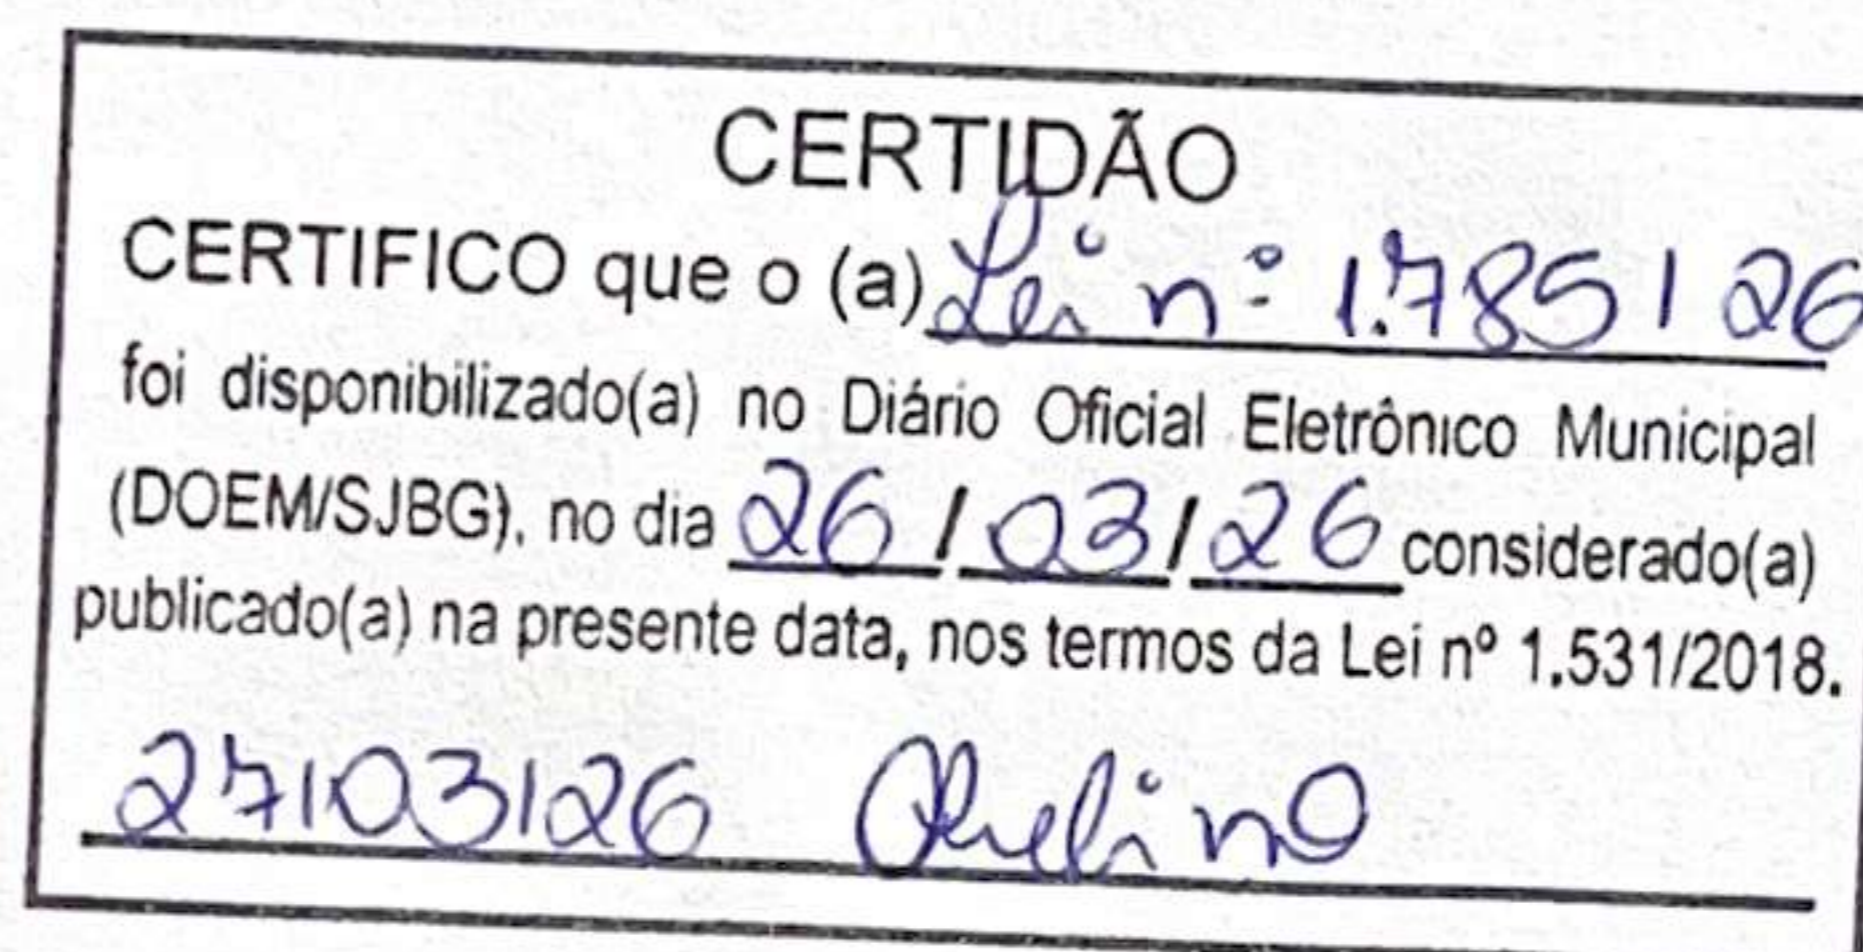 CERTIDÃO
CERTIFICO que o (a) Lei nº 1.785/26
foi disponibilizado(a) no Diário Oficial Eletrônico Municipal
(DOEM/SJBG), no dia 26/03/26 considerado(a)
publicado(a) na presente data, nos termos da Lei nº 1.531/2018.
27/03/26